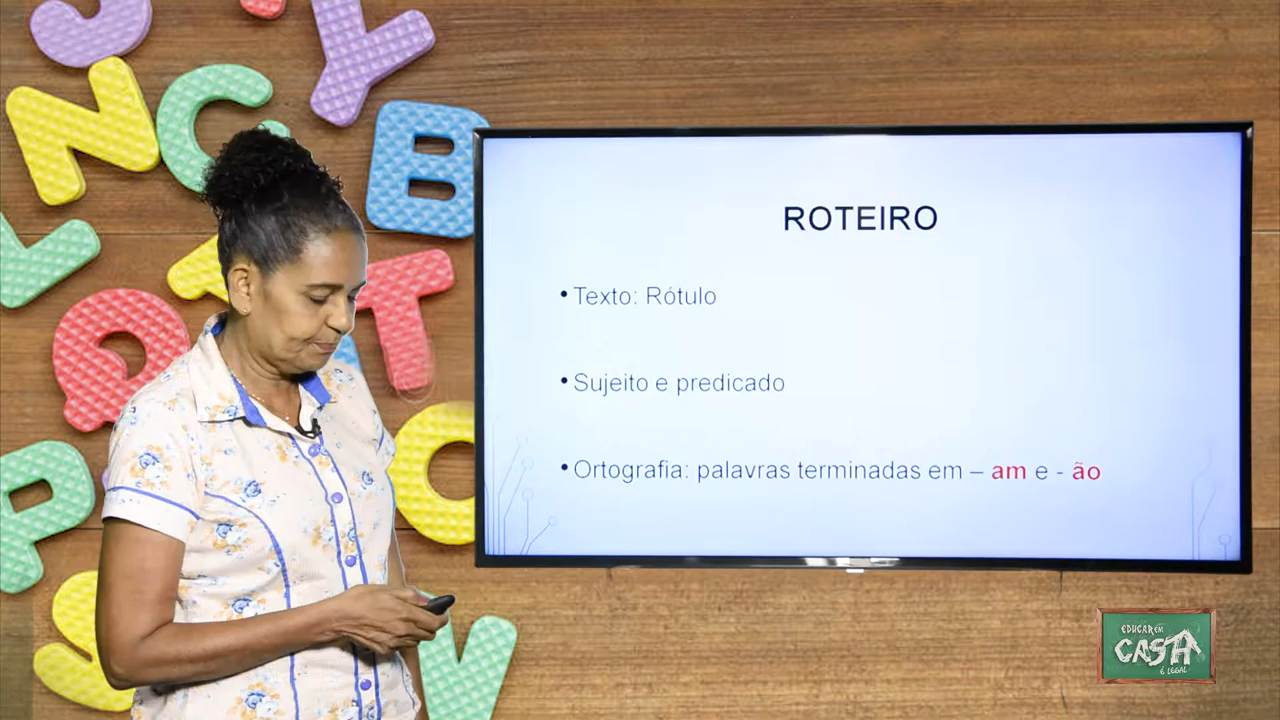 ROTEIRO
• Texto: Rótulo
• Sujeito e predicado
• Ortografia: palavras terminadas em – am e - ão
EDUCAR EM
CASA
É LEGAL
N C Y B
T